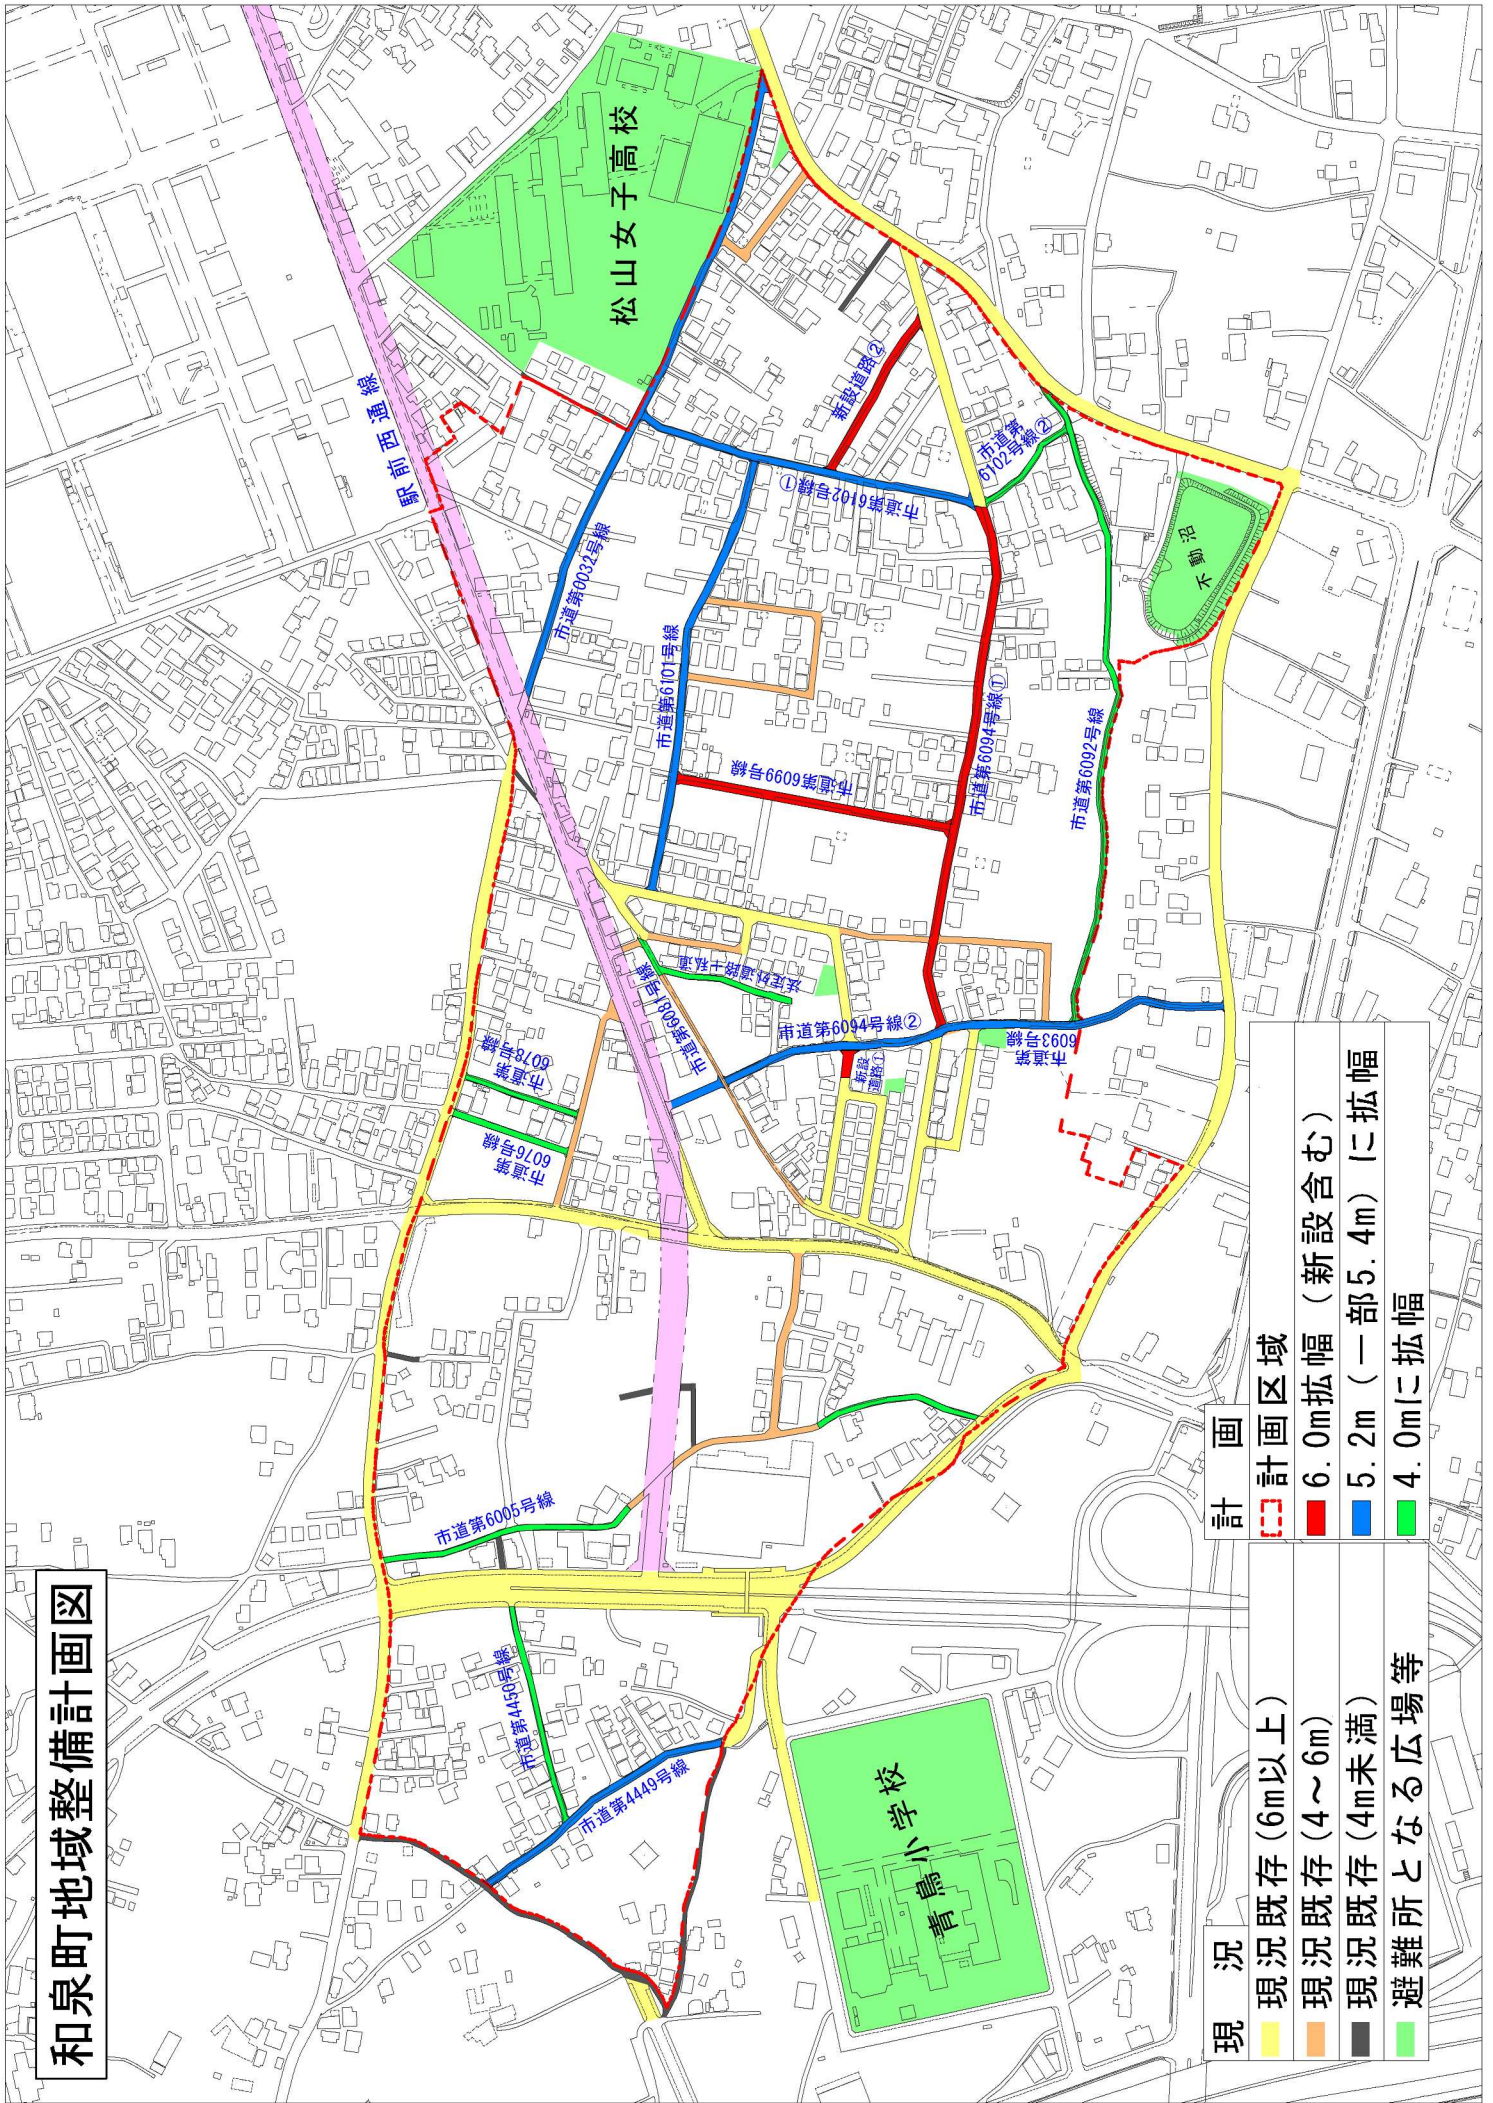 和泉町地域整備計画図
駅前西通線
松山女子高校
市道第0032号線
市道第6101号線
市道第6102号線①
新設道路②
市道第
6102号線②
不動沼
市道第6099号線
市道第6094号線①
市道第6092号線
法定外道路+私道
市道第6081号線
市道第6094号線②
新設
道路①
市道第
6093号線
市道第
6078号線
市道第
6076号線
市道第6005号線
市道第4450号線
市道第4449号線
青鳥小学校
現況
現況既存(6m以上)
現況既存(4~6m)
現況既存(4m未満)
避難所となる広場等
計画
計画区域
6.0m拡幅(新設含む)
5.2m(一部5.4m)に拡幅
4.0mに拡幅